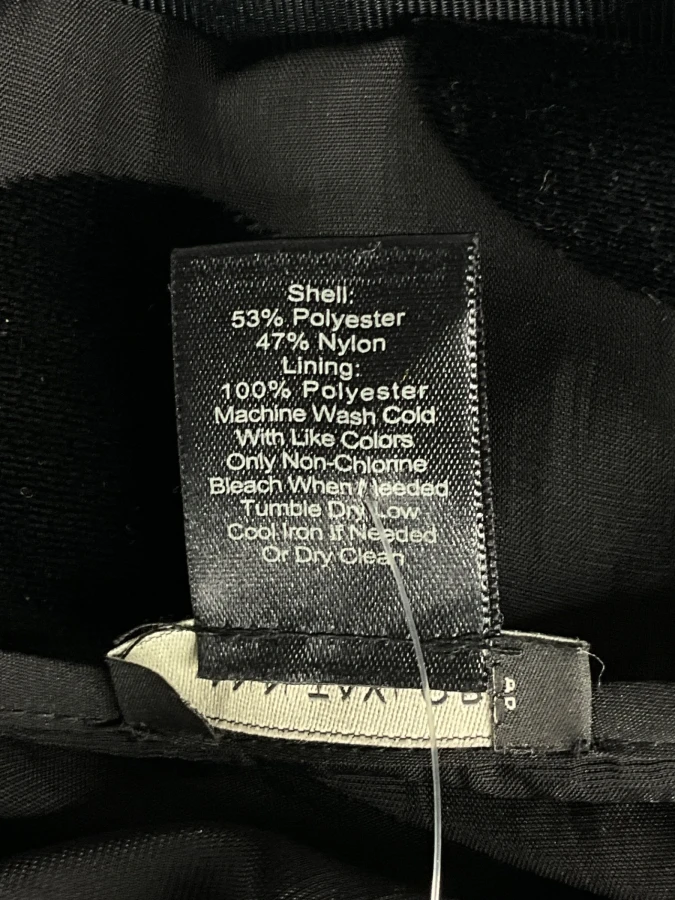 Shell:
53% Polyester
47% Nylon
Lining:
100% Polyester
Machine Wash Cold
With Like Colors
Only Non-Chlorine
Bleach When Needed
Tumble Dry Low
Cool Iron If Needed
Or Dry Clean